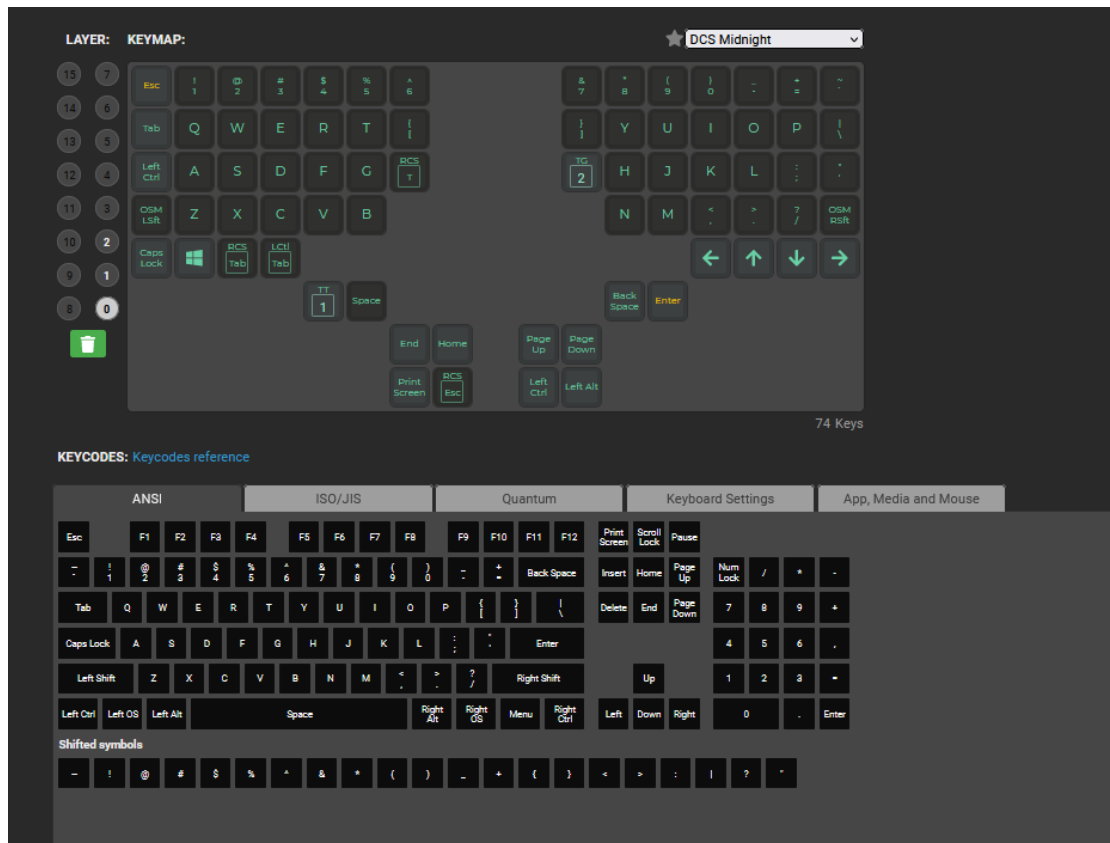 LAYER: KEYMAP: DCS Midnight
15 7
14 6
13 5
12 4
11 3
10 2
9 1
8 0
Esc ! 1 @ 2 # 3 $ 4 % 5 ^ 6 & 7 * 8 ( 9 ) 0 _ - + = ~
Tab Q W E R T { [ } ] Y U I O P | \
Left Ctrl A S D F G RCS T TG 2 H J K L : ;
OSM LSft Z X C V B N M < , > . ? / OSM RSft
Caps Lock RCS Tab LCtl Tab ← ↑ ↓ →
TT 1 Space Back Space Enter
End Home Page Up Page Down
Print Screen RCS Esc Left Ctrl Left Alt
74 Keys
KEYCODES: Keycodes reference
ANSI ISO/JIS Quantum Keyboard Settings App, Media and Mouse
Esc F1 F2 F3 F4 F5 F6 F7 F8 F9 F10 F11 F12 Print Screen Scroll Lock Pause
! 1 @ 2 # 3 $ 4 % 5 ^ 6 & 7 * 8 ( 9 ) 0 _ - + = Back Space Insert Home Page Up Num Lock / * -
Tab Q W E R T Y U I O P { [ } ] | \ Delete End Page Down 7 8 9 +
Caps Lock A S D F G H J K L : ; Enter 4 5 6 ,
Left Shift Z X C V B N M < , > . ? / Right Shift Up 1 2 3 =
Left Ctrl Left OS Left Alt Space Right Alt Right OS Menu Right Ctrl Left Down Right 0 . Enter
Shifted symbols
~ ! @ # $ % ^ & * ( ) _ + { } < > : | ? "